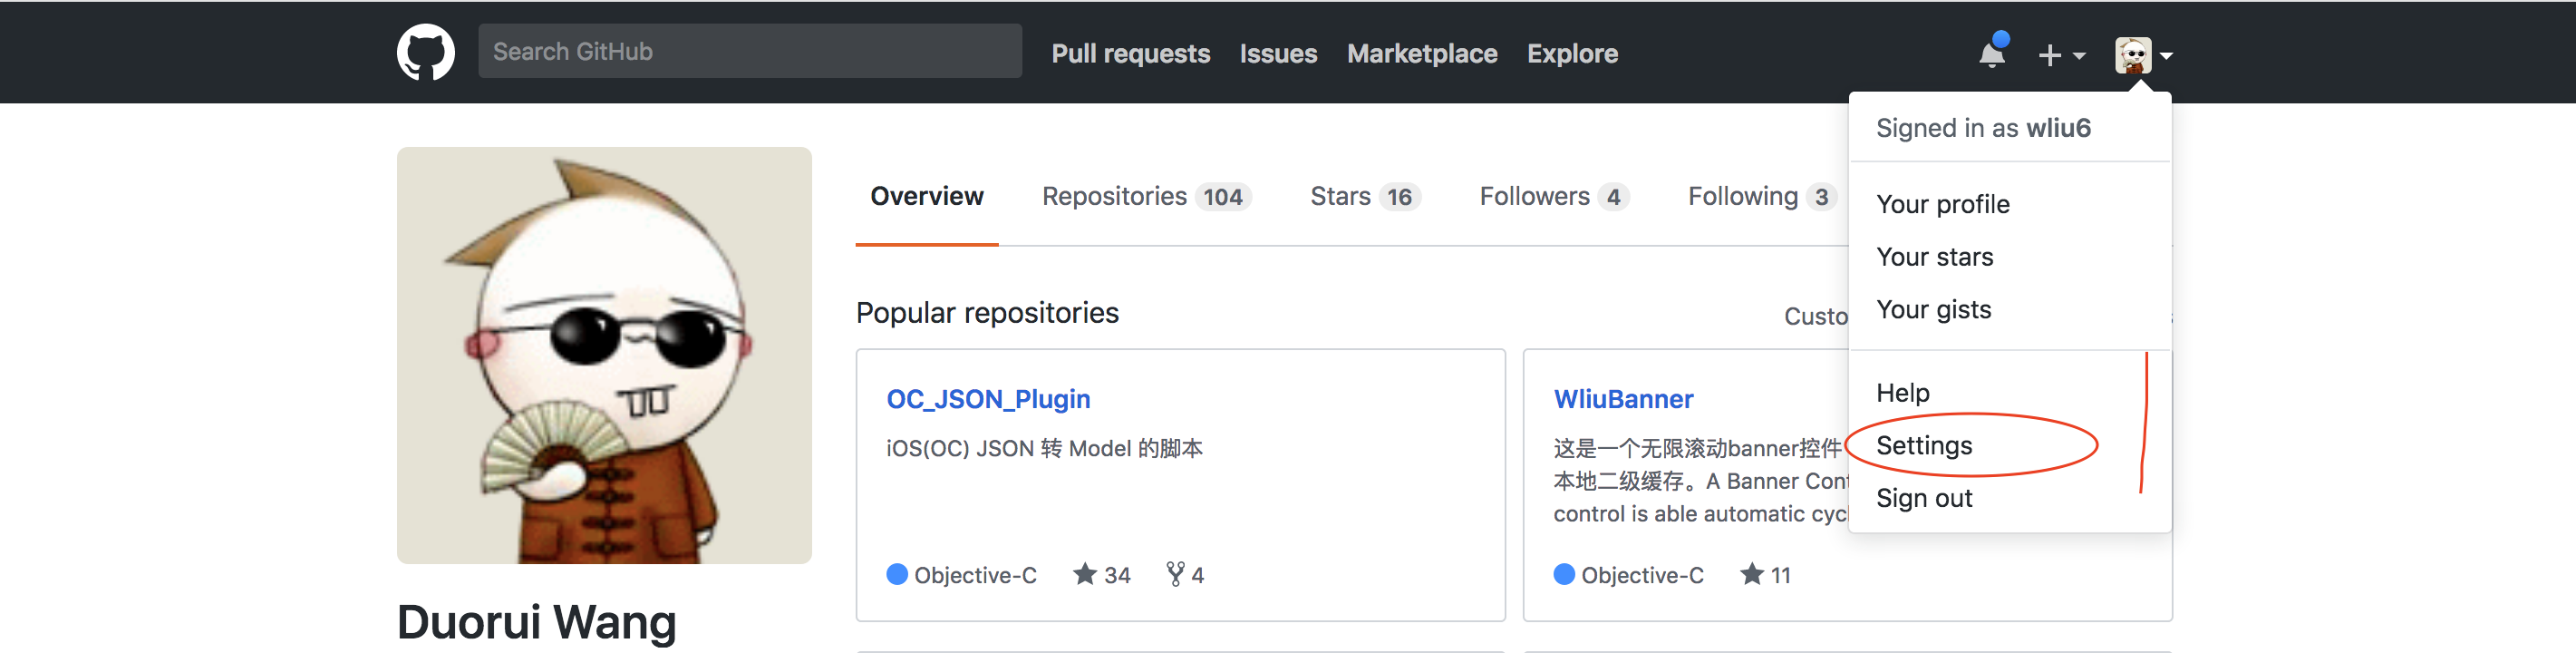 Search GitHub
Pull requests Issues Marketplace Explore
Signed in as wliu6
Your profile
Your stars
Your gists
Help
Settings
Sign out
Overview Repositories 104 Stars 16 Followers 4 Following 3
Popular repositories
Custo
OC_JSON_Plugin
iOS(OC) JSON 转 Model 的脚本
Objective-C 34 4
WliuBanner
这是一个无限滚动banner控件
本地二级缓存。A Banner Cont
control is able automatic cycl
Objective-C 11
Duorui Wang